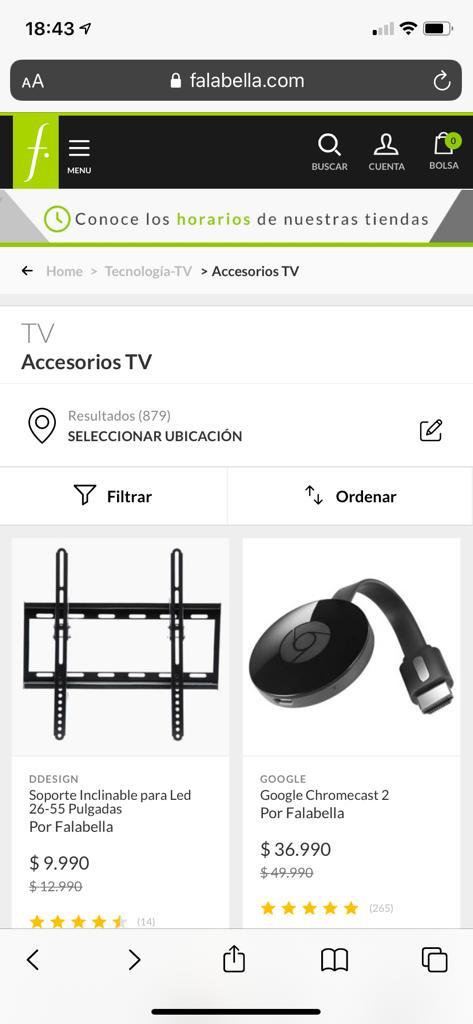 18:43
AA falabella.com
f.
MENU
BUSCAR
CUENTA
0
BOLSA
Conoce los horarios de nuestras tiendas
Home > Tecnología-TV > Accesorios TV
TV
Accesorios TV
Resultados (879)
SELECCIONAR UBICACIÓN
Filtrar
Ordenar
DDESIGN
Soporte Inclinable para Led
26-55 Pulgadas
Por Falabella
$ 9.990
$ 12.990
(14)
GOOGLE
Google Chromecast 2
Por Falabella
$ 36.990
$ 49.990
(265)